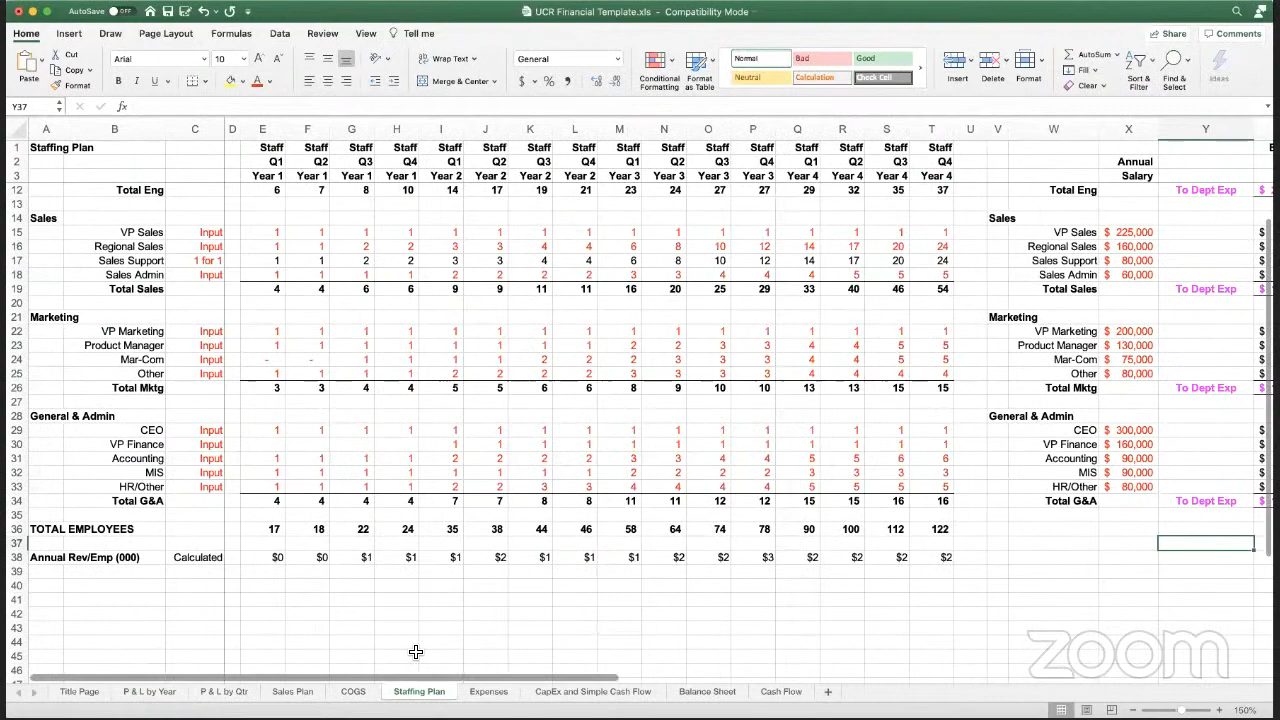 AutoSave OFF UCR Financial Template.xls - Compatibility Mode
Home Insert Draw Page Layout Formulas Data Review View Tell me Share Comments
Paste Cut Copy Format Arial 10 Wrap Text Merge & Center General Conditional Formatting Format as Table Normal Bad Good Neutral Calculation Check Cell Insert Delete Format AutoSum Fill Clear Sort & Filter Find & Select Ideas
Y37 fx
A B C D E F G H I J K L M N O P Q R S T U V W X Y
1 Staffing Plan Staff Staff Staff Staff Staff Staff Staff Staff Staff Staff Staff Staff Staff Staff Staff Staff
2 Q1 Q2 Q3 Q4 Q1 Q2 Q3 Q4 Q1 Q2 Q3 Q4 Q1 Q2 Q3 Q4 Annual
3 Year 1 Year 1 Year 1 Year 1 Year 2 Year 2 Year 2 Year 2 Year 3 Year 3 Year 3 Year 3 Year 4 Year 4 Year 4 Year 4 Salary
12 Total Eng 6 7 8 10 14 17 19 21 23 24 27 27 29 32 35 37 Total Eng To Dept Exp $
13
14 Sales Sales
15 VP Sales Input 1 1 1 1 1 1 1 1 1 1 1 1 1 1 1 1 VP Sales $ 225,000 $
16 Regional Sales Input 1 1 2 2 3 3 4 4 6 8 10 12 14 17 20 24 Regional Sales $ 160,000 $
17 Sales Support 1 for 1 1 1 2 2 3 3 4 4 6 8 10 12 14 17 20 24 Sales Support $ 80,000 $
18 Sales Admin Input 1 1 1 1 2 2 2 2 3 3 4 4 4 5 5 5 Sales Admin $ 60,000 $
19 Total Sales 4 4 6 6 9 9 11 11 16 20 25 29 33 40 46 54 Total Sales To Dept Exp $
20
21 Marketing Marketing
22 VP Marketing Input 1 1 1 1 1 1 1 1 1 1 1 1 1 1 1 1 VP Marketing $ 200,000 $
23 Product Manager Input 1 1 1 1 1 1 1 1 2 2 3 3 4 4 5 5 Product Manager $ 130,000 $
24 Mar-Com Input - - 1 1 1 1 2 2 2 3 3 3 4 4 5 5 Mar-Com $ 75,000 $
25 Other Input 1 1 1 1 2 2 2 2 3 3 3 3 4 4 4 4 Other $ 80,000 $
26 Total Mktg 3 3 4 4 5 5 6 6 8 9 10 10 13 13 15 15 Total Mktg To Dept Exp $
27
28 General & Admin General & Admin
29 CEO Input 1 1 1 1 1 1 1 1 1 1 1 1 1 1 1 1 CEO $ 300,000 $
30 VP Finance Input 1 1 1 1 1 1 1 1 1 1 1 1 VP Finance $ 160,000 $
31 Accounting Input 1 1 1 1 2 2 2 2 3 3 4 4 5 5 6 6 Accounting $ 90,000 $
32 MIS Input 1 1 1 1 1 1 1 1 2 2 2 2 3 3 3 3 MIS $ 90,000 $
33 HR/Other Input 1 1 1 1 2 2 3 3 4 4 4 4 5 5 5 5 HR/Other $ 80,000 $
34 Total G&A 4 4 4 4 7 7 8 8 11 11 12 12 15 15 16 16 Total G&A To Dept Exp $
35
36 TOTAL EMPLOYEES 17 18 22 24 35 38 44 46 58 64 74 78 90 100 112 122
37
38 Annual Rev/Emp (000) Calculated $0 $0 $1 $1 $1 $2 $1 $1 $1 $2 $2 $3 $2 $2 $2 $2
39
40
41
42
43
44
45
46
zoom
Title Page P & L by Year P & L by Qtr Sales Plan COGS Staffing Plan Expenses CapEx and Simple Cash Flow Balance Sheet Cash Flow +
150%